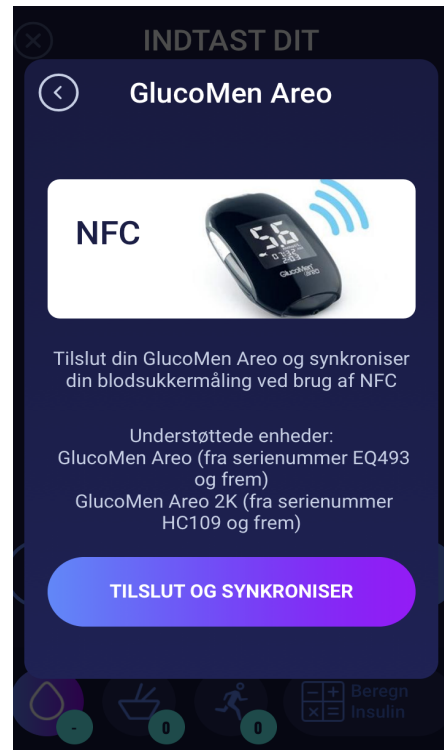 INDTAST DIT
GlucoMen Areo
NFC
5.6
GlucoMen
areo
Tilslut din GlucoMen Areo og synkroniser
din blodsukkermåling ved brug af NFC
Understøttede enheder:
GlucoMen Areo (fra serienummer EQ493
og frem)
GlucoMen Areo 2K (fra serienummer
HC109 og frem)
TILSLUT OG SYNKRONISER
-
0
0
Beregn
Insulin